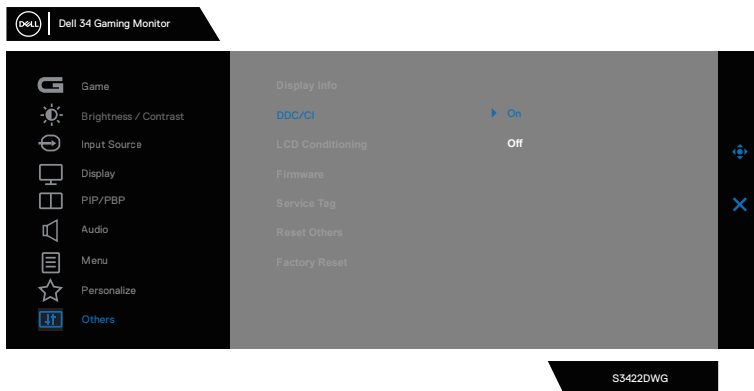 DELL
Dell 34 Gaming Monitor
Game
Brightness / Contrast
Input Source
Display
PIP/PBP
Audio
Menu
Personalize
Others
Display Info
DDC/CI
On
LCD Conditioning
Off
Firmware
Service Tag
Reset Others
Factory Reset
S3422DWG